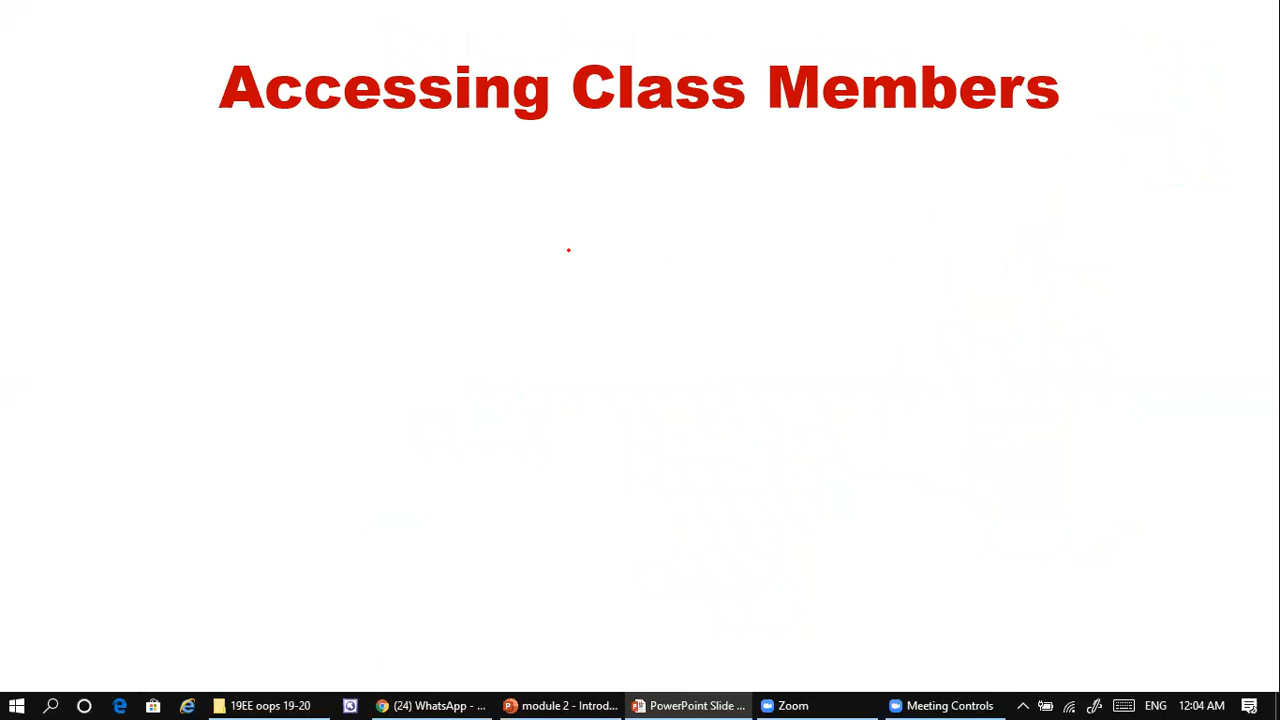 Accessing Class Members
19EE oops 19-20
(24) WhatsApp - ...
module 2 - Introd...
PowerPoint Slide ...
Zoom
Meeting Controls
ENG
12:04 AM